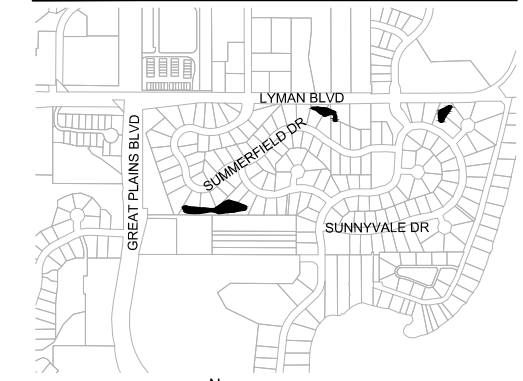 LYMAN BLVD
SUMMERFIELD DR
GREAT PLAINS BLVD
SUNNYVALE DR
N